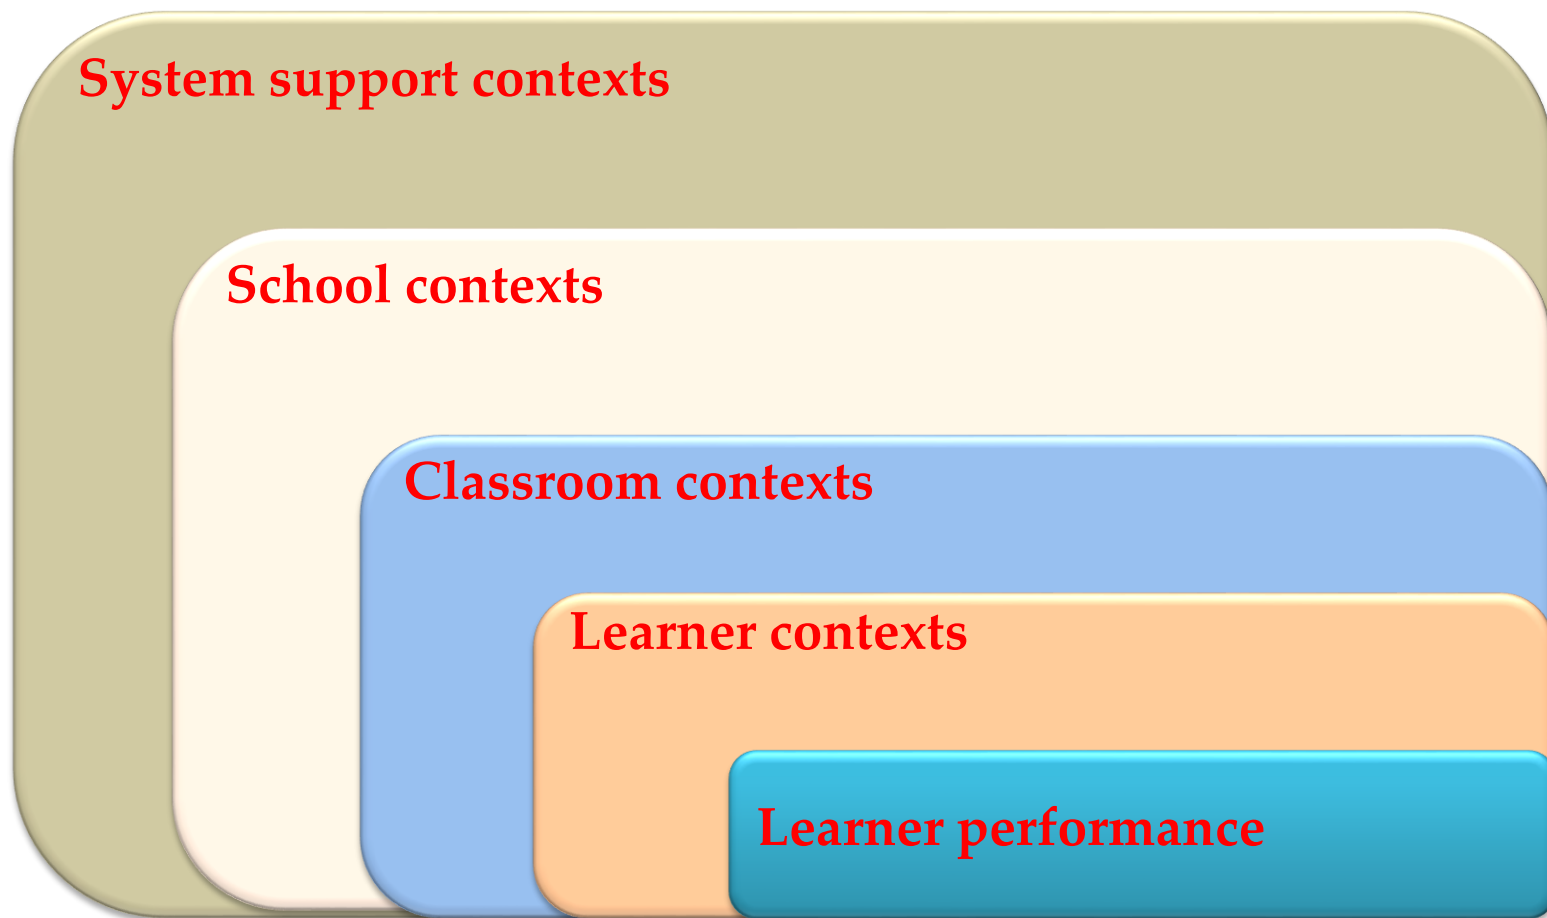 System support contexts
School contexts
Classroom contexts
Learner contexts
Learner performance